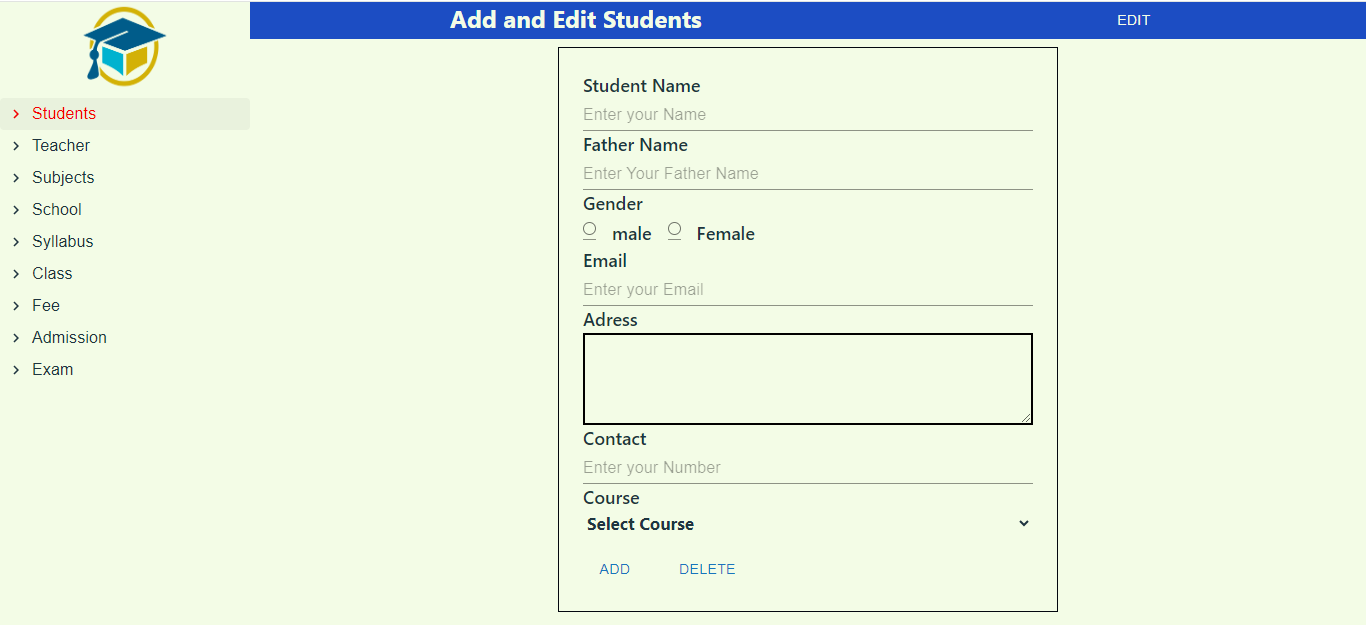 Add and Edit Students
EDIT
Students
Teacher
Subjects
School
Syllabus
Class
Fee
Admission
Exam
Student Name
Enter your Name
Father Name
Enter Your Father Name
Gender
male Female
Email
Enter your Email
Adress
Contact
Enter your Number
Course
Select Course
ADD DELETE